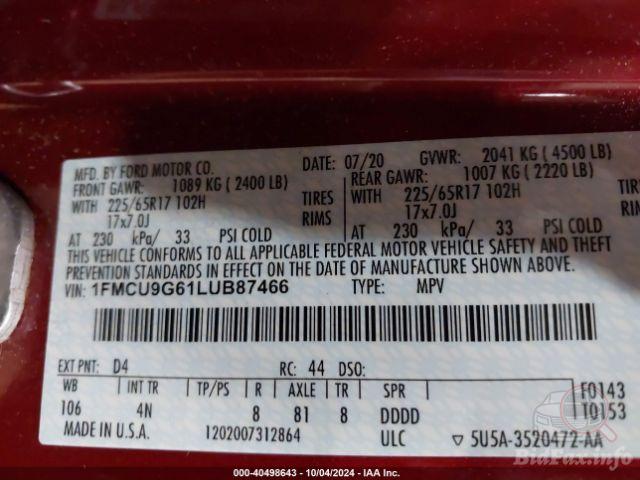 MFD. BY FORD MOTOR CO.
DATE: 07/20 GVWR: 2041 KG ( 4500 LB)
FRONT GAWR: 1089 KG ( 2400 LB)
REAR GAWR: 1007 KG ( 2220 LB)
WITH 225/65R17 102H TIRES
WITH 225/65R17 102H
17x7.0J RIMS
17x7.0J
AT 230 kPa/ 33 PSI COLD
AT 230 kPa/ 33 PSI COLD
THIS VEHICLE CONFORMS TO ALL APPLICABLE FEDERAL MOTOR VEHICLE SAFETY AND THEFT
PREVENTION STANDARDS IN EFFECT ON THE DATE OF MANUFACTURE SHOWN ABOVE.
VIN: 1FMCU9G61LUB87466
TYPE: MPV
EXT PNT: D4 RC: 44 DSO:
WB INT TR TP/PS R AXLE TR SPR
F0143
106 4N 8 81 8 DDDD
T0153
MADE IN U.S.A. 1202007312864 ULC 5U5A-3520472-AA
BidFax.info
000-40498643 - 10/04/2024 - IAA Inc.